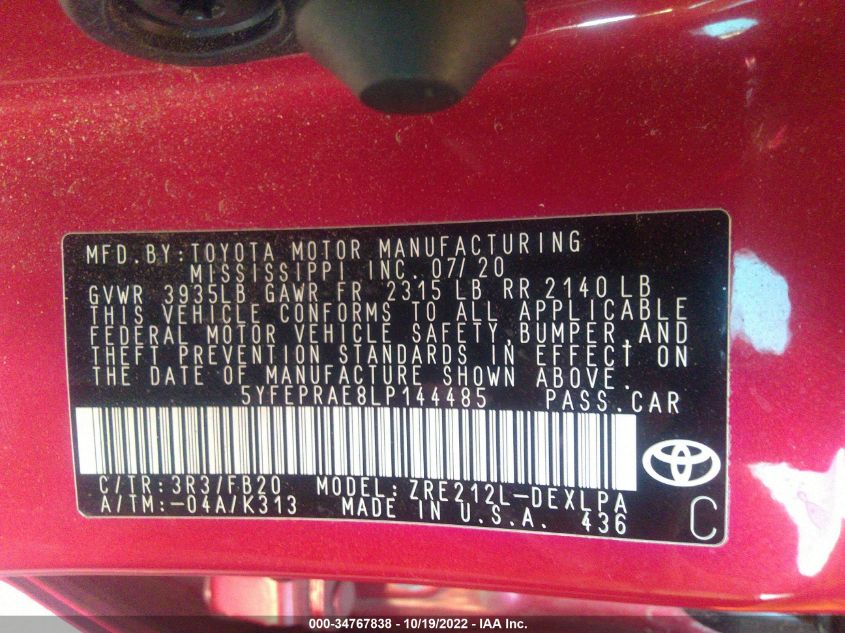 MFD.BY:TOYOTA MOTOR MANUFACTURING
MISSISSIPPI INC. 07/20
GVWR 3935LB GAWR FR 2315 LB RR 2140 LB
THIS VEHICLE CONFORMS TO ALL APPLICABLE
FEDERAL MOTOR VEHICLE SAFETY,BUMPER,AND
THEFT PREVENTION STANDARDS IN EFFECT ON
THE DATE OF MANUFACTURE SHOWN ABOVE.
5YFEPRAE8LP144485 PASS.CAR
C/TR:3R3/FB20 MODEL:ZRE212L-DEXLPA
A/TM:-04A/K313 MADE IN U.S.A. 436
C
000-34767838 - 10/19/2022 - IAA Inc.